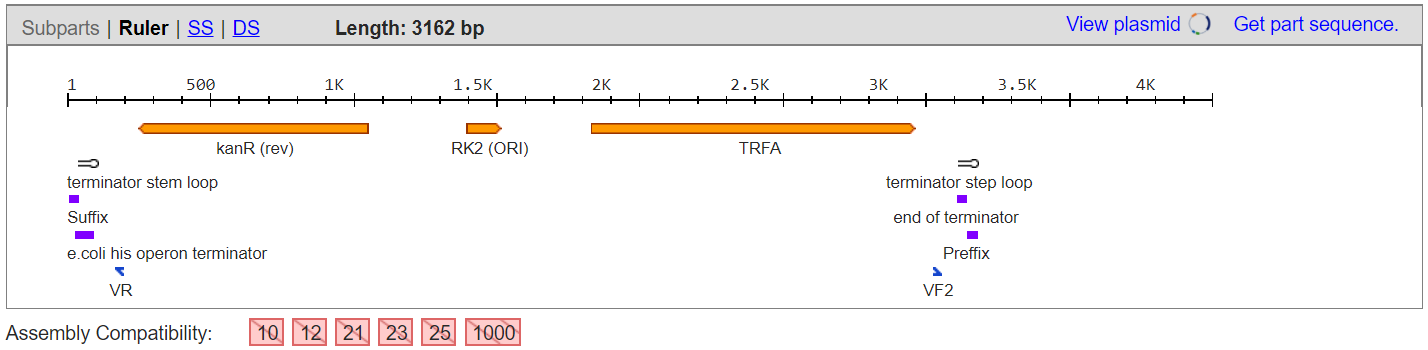 Subparts | Ruler | SS | DS Length: 3162 bp View plasmid Get part sequence.
1 500 1K 1.5K 2K 2.5K 3K 3.5K 4K
kanR (rev) RK2 (ORI) TRFA
terminator stem loop terminator step loop
Suffix end of terminator
e.coli his operon terminator Preffix
VR VF2
Assembly Compatibility: 10 12 21 23 25 1000